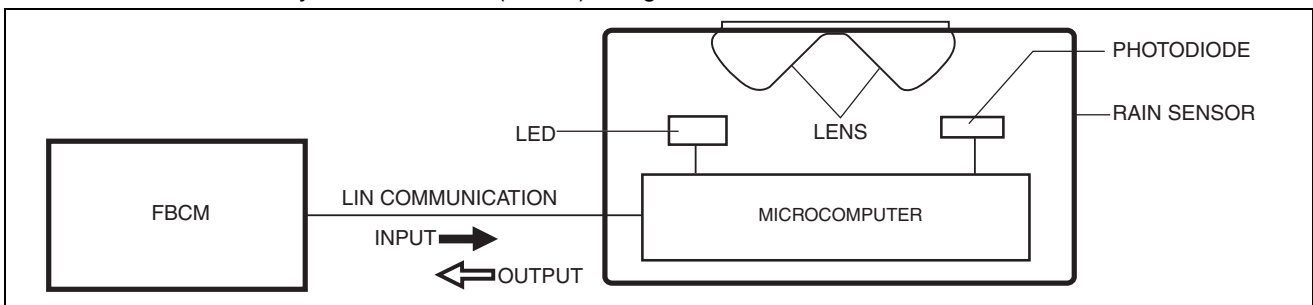 PHOTODIODE
RAIN SENSOR
LED
LENS
LIN COMMUNICATION
FBCM
MICROCOMPUTER
INPUT
OUTPUT